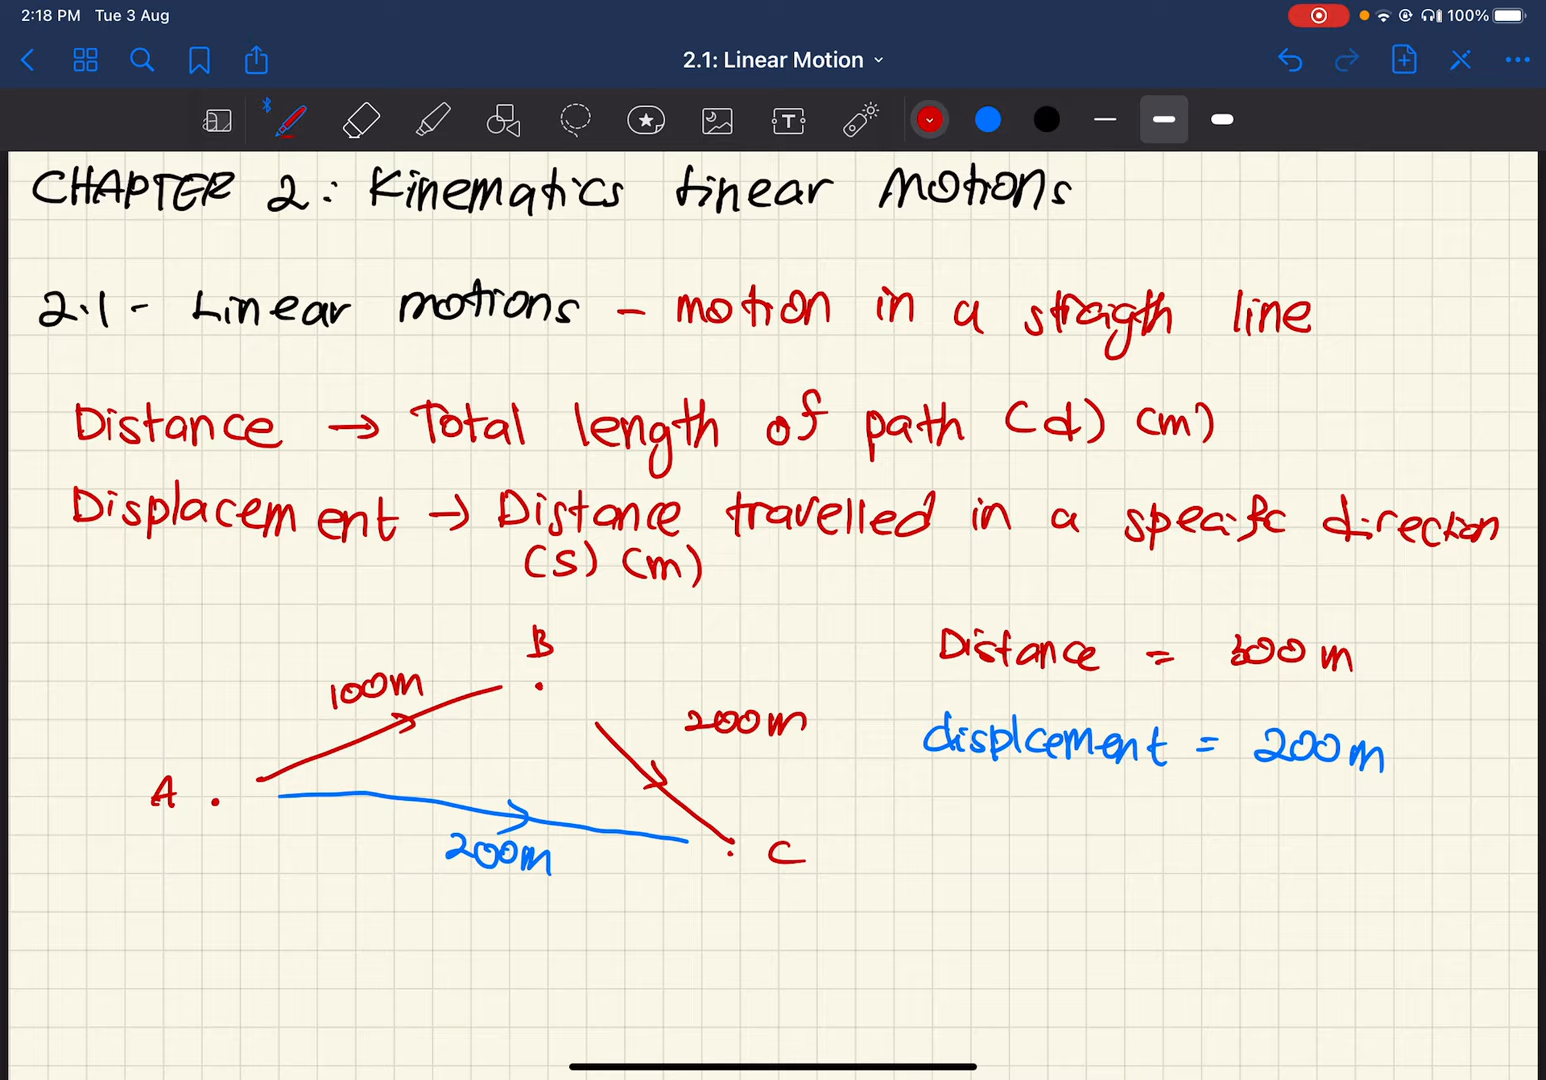 2:18 PM Tue 3 Aug 100%
2.1: Linear Motion
T
CHAPTER 2: Kinematics Linear Motions
2.1 - Linear motions - motion in a straigth line
Distance → Total length of path (d) (m)
Displacement → Distance travelled in a specific direction
(s) (m)
B
100m
200m
A
C
200m
Distance = 300m
displcement = 200m